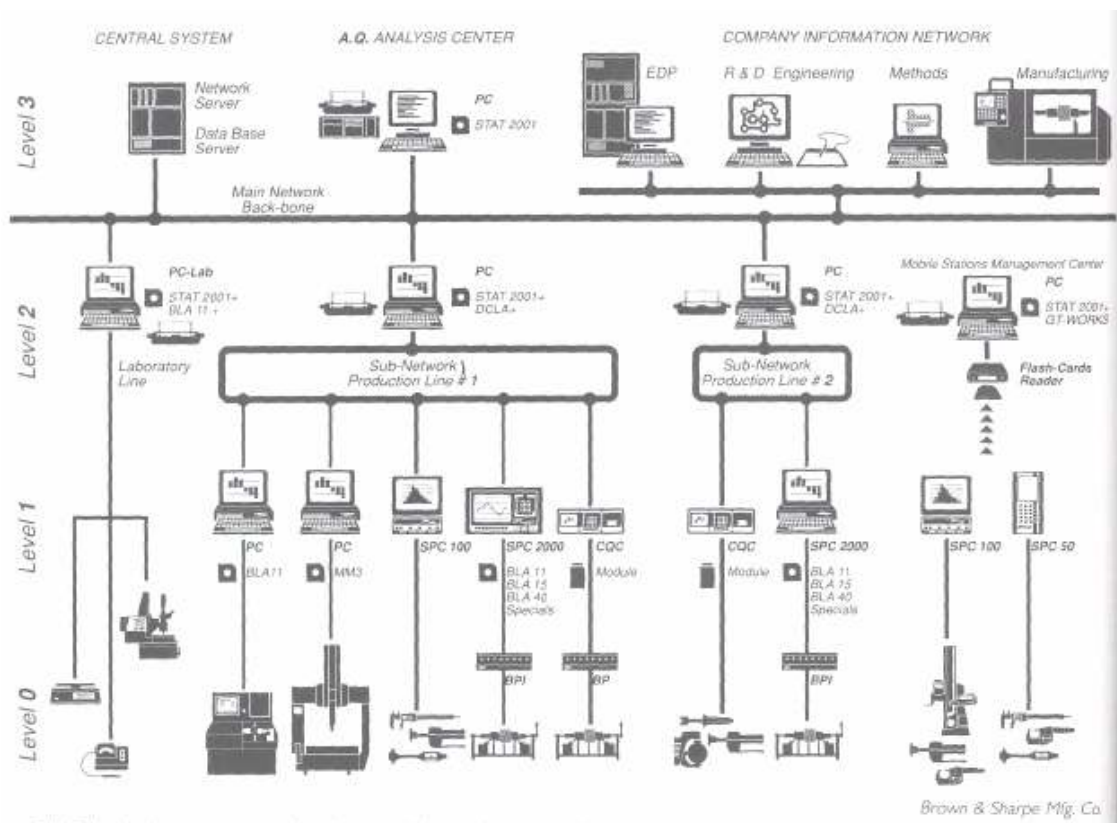 CENTRAL SYSTEM
A.Q. ANALYSIS CENTER
COMPANY INFORMATION NETWORK
Level 3
Network
Server
Data Base
Server
PC
STAT 2001
EDP
R & D Engineering
Methods
Manufacturing
Main Network
Back-bone
Level 2
PC-Lab
STAT 2001+
BLA 11 +
Laboratory
Line
PC
STAT 2001+
DCLA+
Sub-Network
Production Line # 1
PC
STAT 2001+
DCLA+
Sub-Network
Production Line # 2
Mobile Stations Management Center
PC
STAT 2001+
GT-WORKS
Flash-Cards
Reader
Level 1
PC
BLA11
PC
MM3
SPC 100
SPC 2000
BLA 11
BLA 15
BLA 40
Specials
CQC
Module
CQC
Module
SPC 2000
BLA 11
BLA 15
BLA 40
Specials
SPC 100
SPC 50
Level 0
BPI
BP
BPI
Brown & Sharpe Mfg. Co.